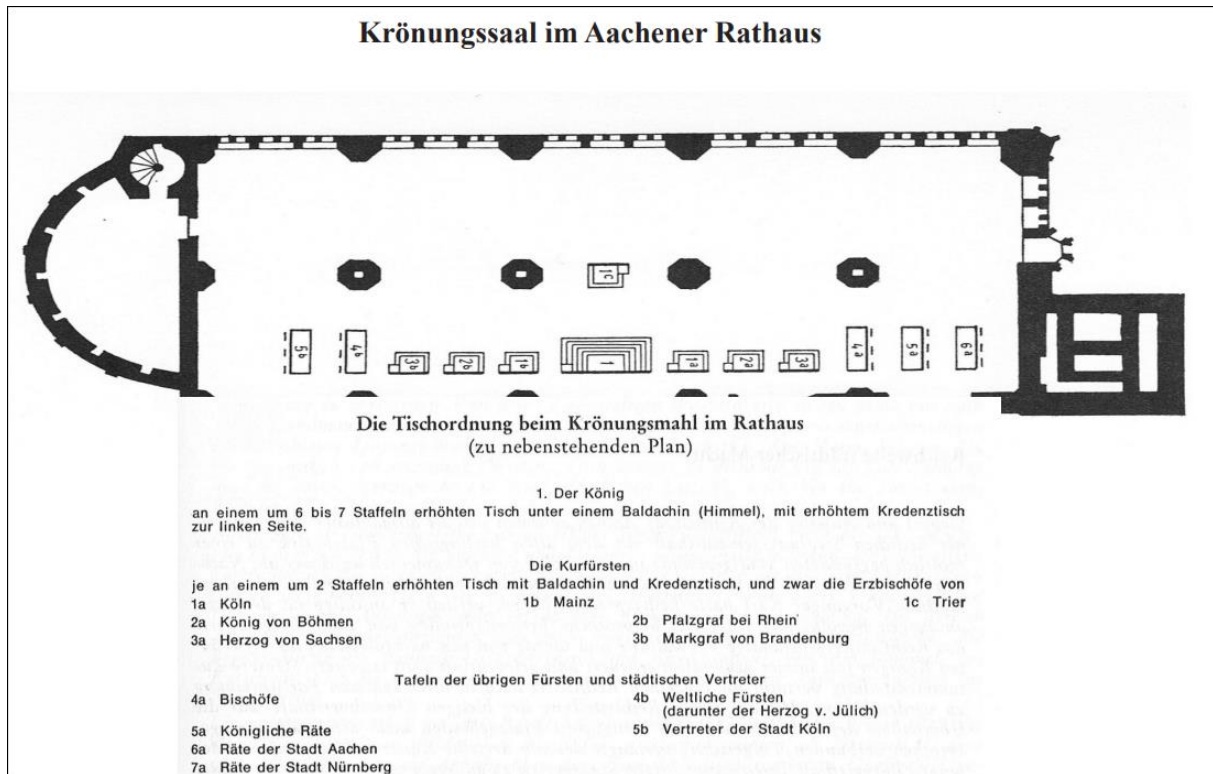 Krönungssaal im Aachener Rathaus
1c
5b
4b
3b
2b
1b
1
1a
2a
3a
4a
5a
6a
Die Tischordnung beim Krönungsmahl im Rathaus
(zu nebenstehenden Plan)
1. Der König
an einem um 6 bis 7 Staffeln erhöhten Tisch unter einem Baldachin (Himmel), mit erhöhtem Kredenztisch
zur linken Seite.
Die Kurfürsten
je an einem um 2 Staffeln erhöhten Tisch mit Baldachin und Kredenztisch, und zwar die Erzbischöfe von
1a Köln 1b Mainz 1c Trier
2a König von Böhmen 2b Pfalzgraf bei Rhein
3a Herzog von Sachsen 3b Markgraf von Brandenburg
Tafeln der übrigen Fürsten und städtischen Vertreter
4a Bischöfe 4b Weltliche Fürsten
(darunter der Herzog v. Jülich)
5a Königliche Räte 5b Vertreter der Stadt Köln
6a Räte der Stadt Aachen
7a Räte der Stadt Nürnberg